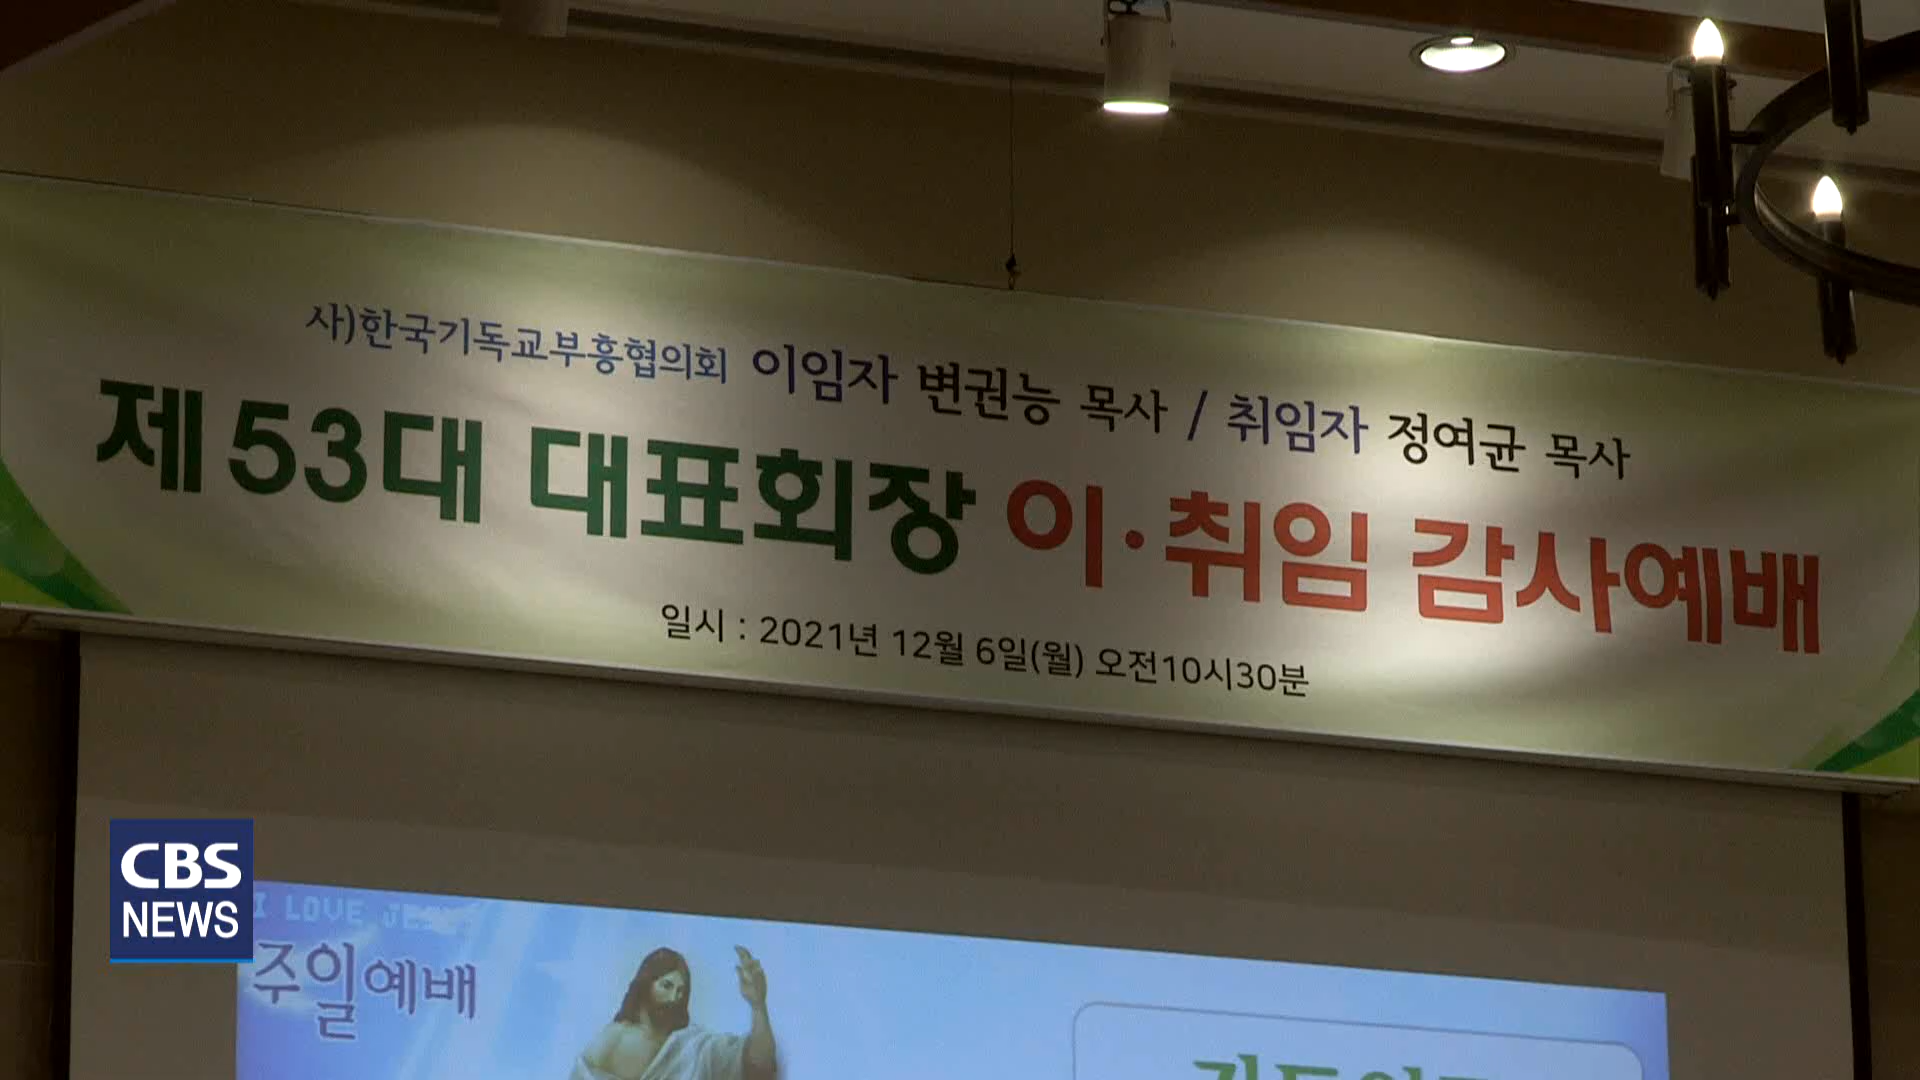 사)한국기독교부흥협의회 이임자 변권능 목사 / 취임자 정여균 목사
제53대 대표회장 이·취임 감사예배
일시 : 2021년 12월 6일(월) 오전10시30분
CBS
NEWS
I LOVE
주일예배